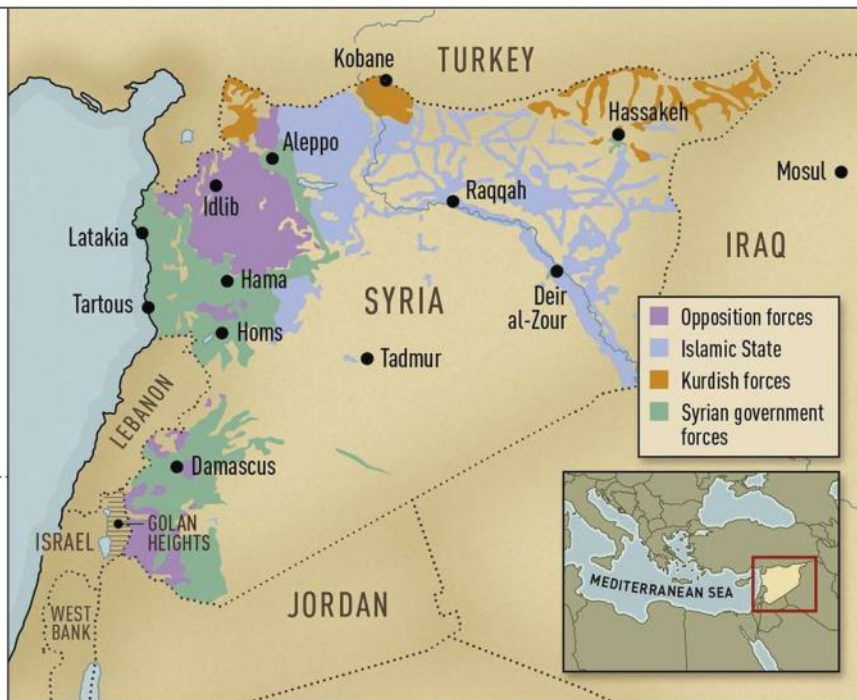 Kobane
TURKEY
Hassakeh
Aleppo
Mosul
Idlib
Raqqah
Latakia
IRAQ
Hama
Deir
al-Zour
SYRIA
Tartous
Homs
Tadmur
Opposition forces
Islamic State
Kurdish forces
Syrian government
forces
LEBANON
Damascus
GOLAN
HEIGHTS
ISRAEL
WEST
BANK
JORDAN
MEDITERRANEAN SEA